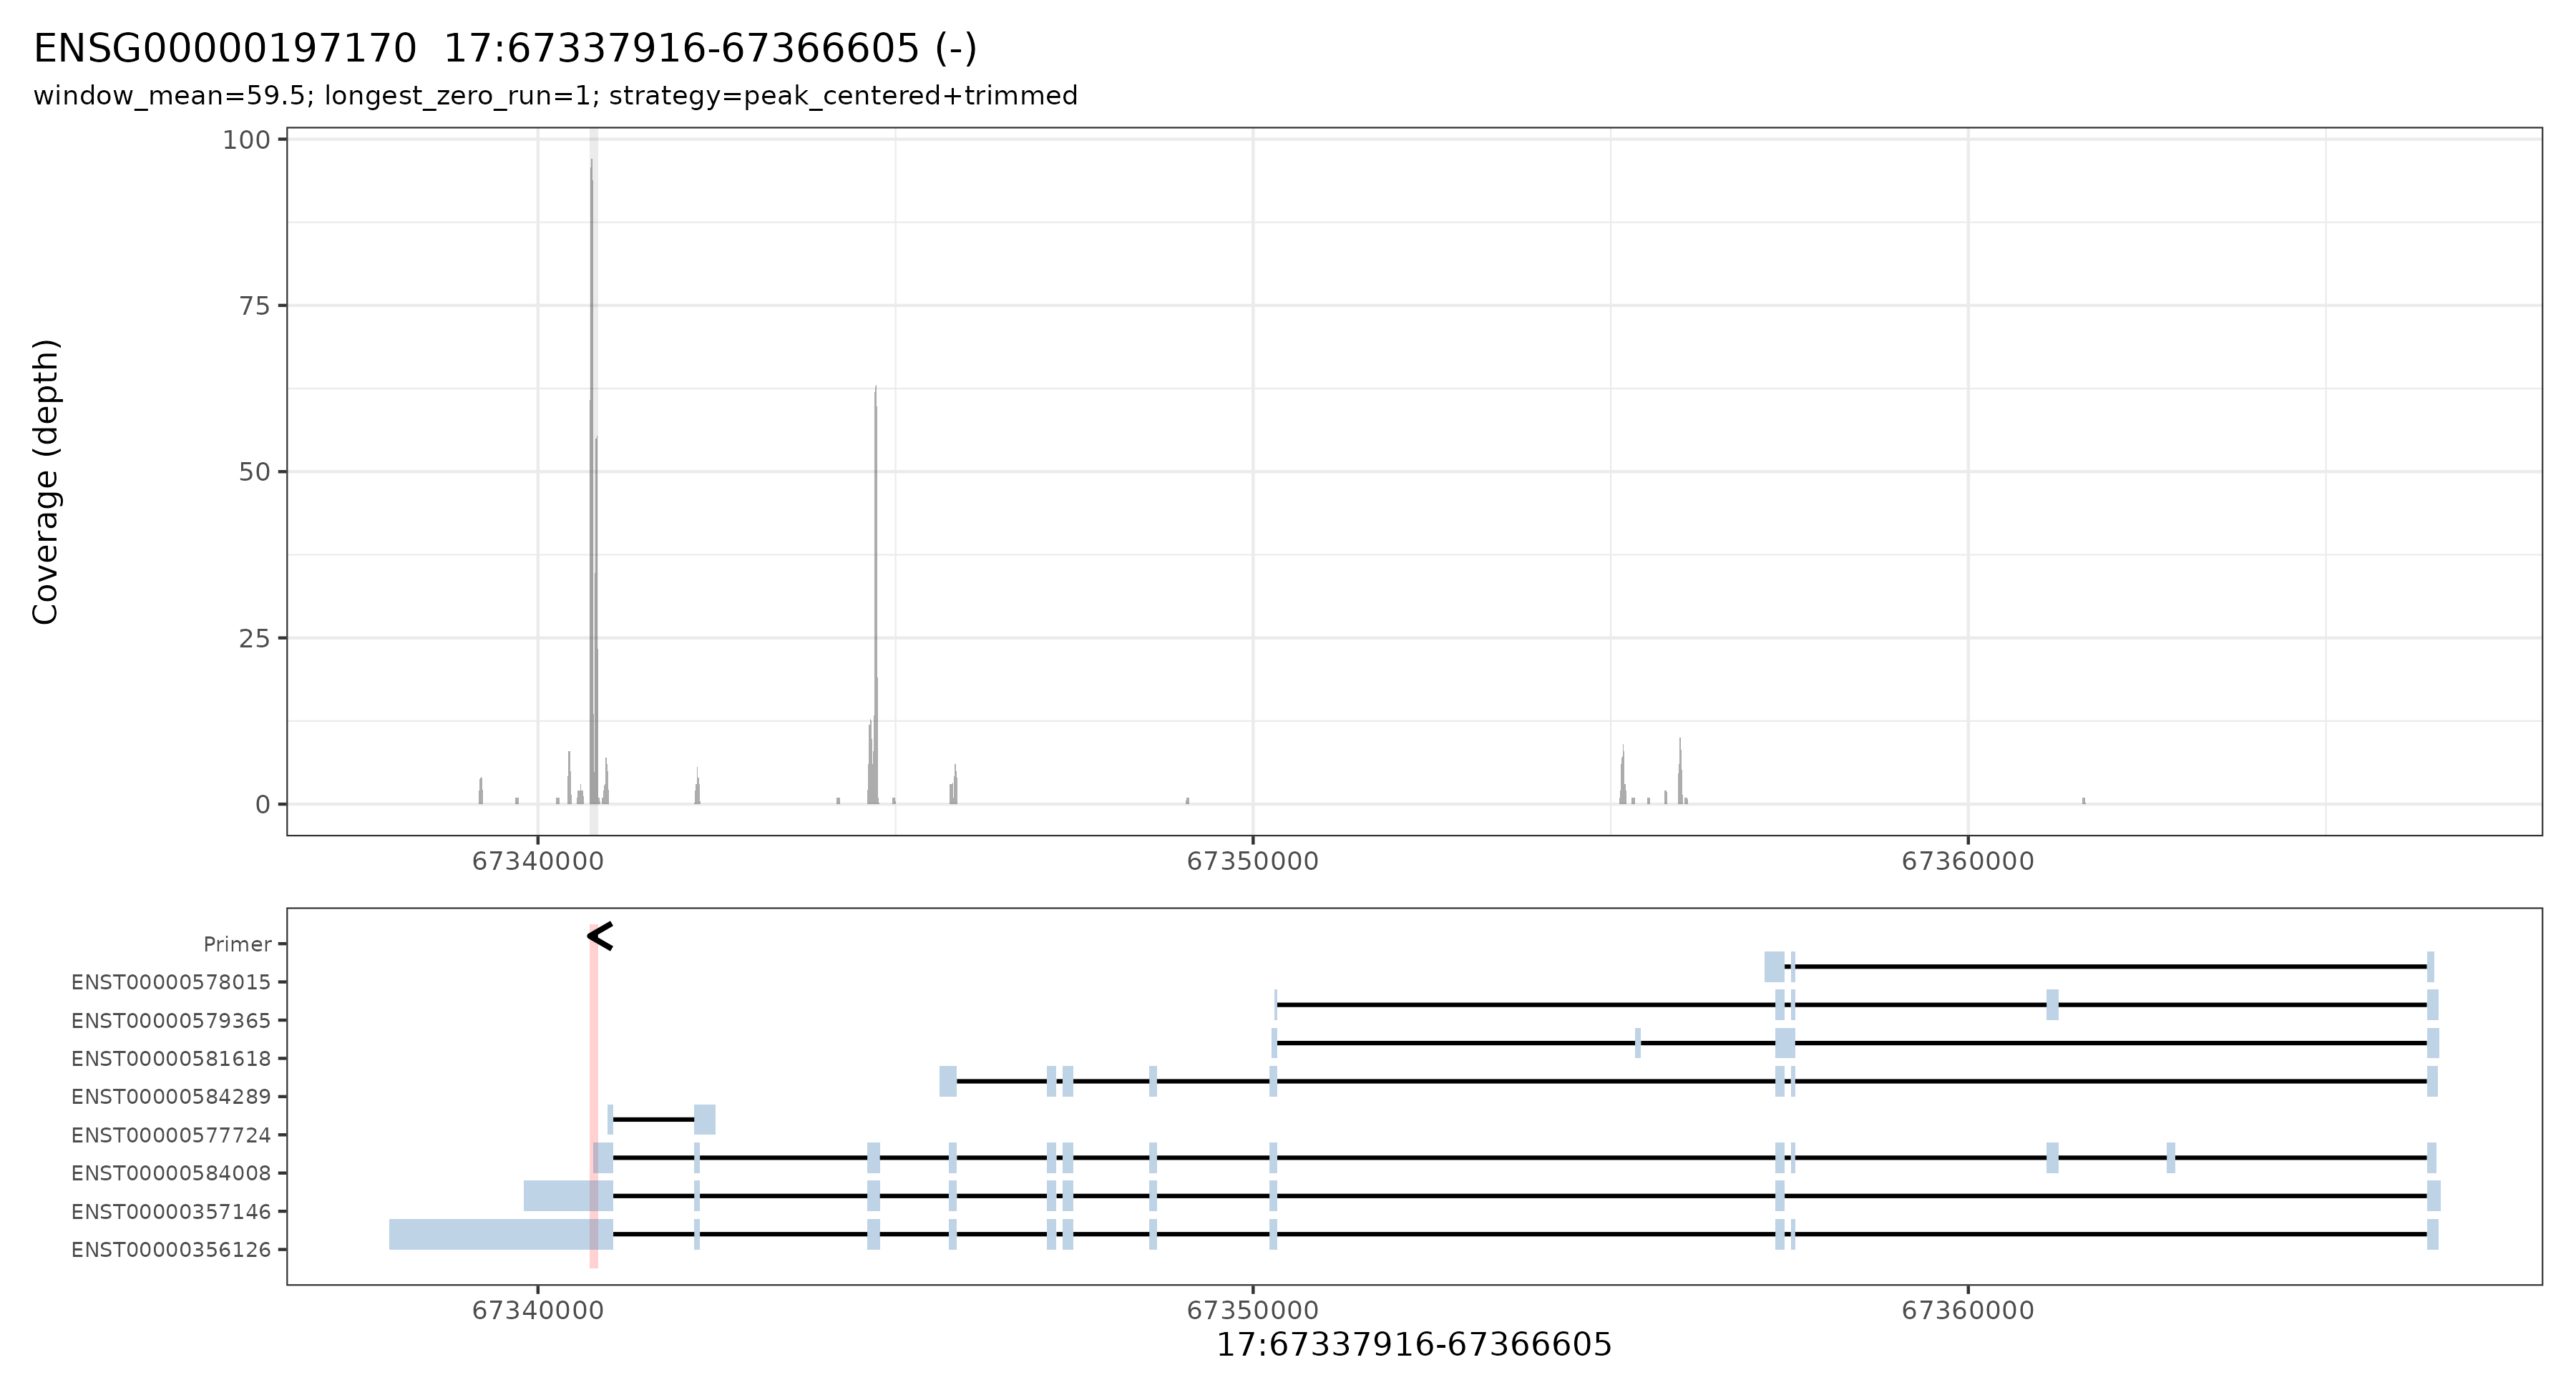 ENSG00000197170  17:67337916-67366605 (-)
window_mean=59.5; longest_zero_run=1; strategy=peak_centered+trimmed
100
75
50
25
0
Coverage (depth)
67340000
67350000
67360000
Primer
ENST00000578015
ENST00000579365
ENST00000581618
ENST00000584289
ENST00000577724
ENST00000584008
ENST00000357146
ENST00000356126
67340000
67350000
67360000
17:67337916-67366605